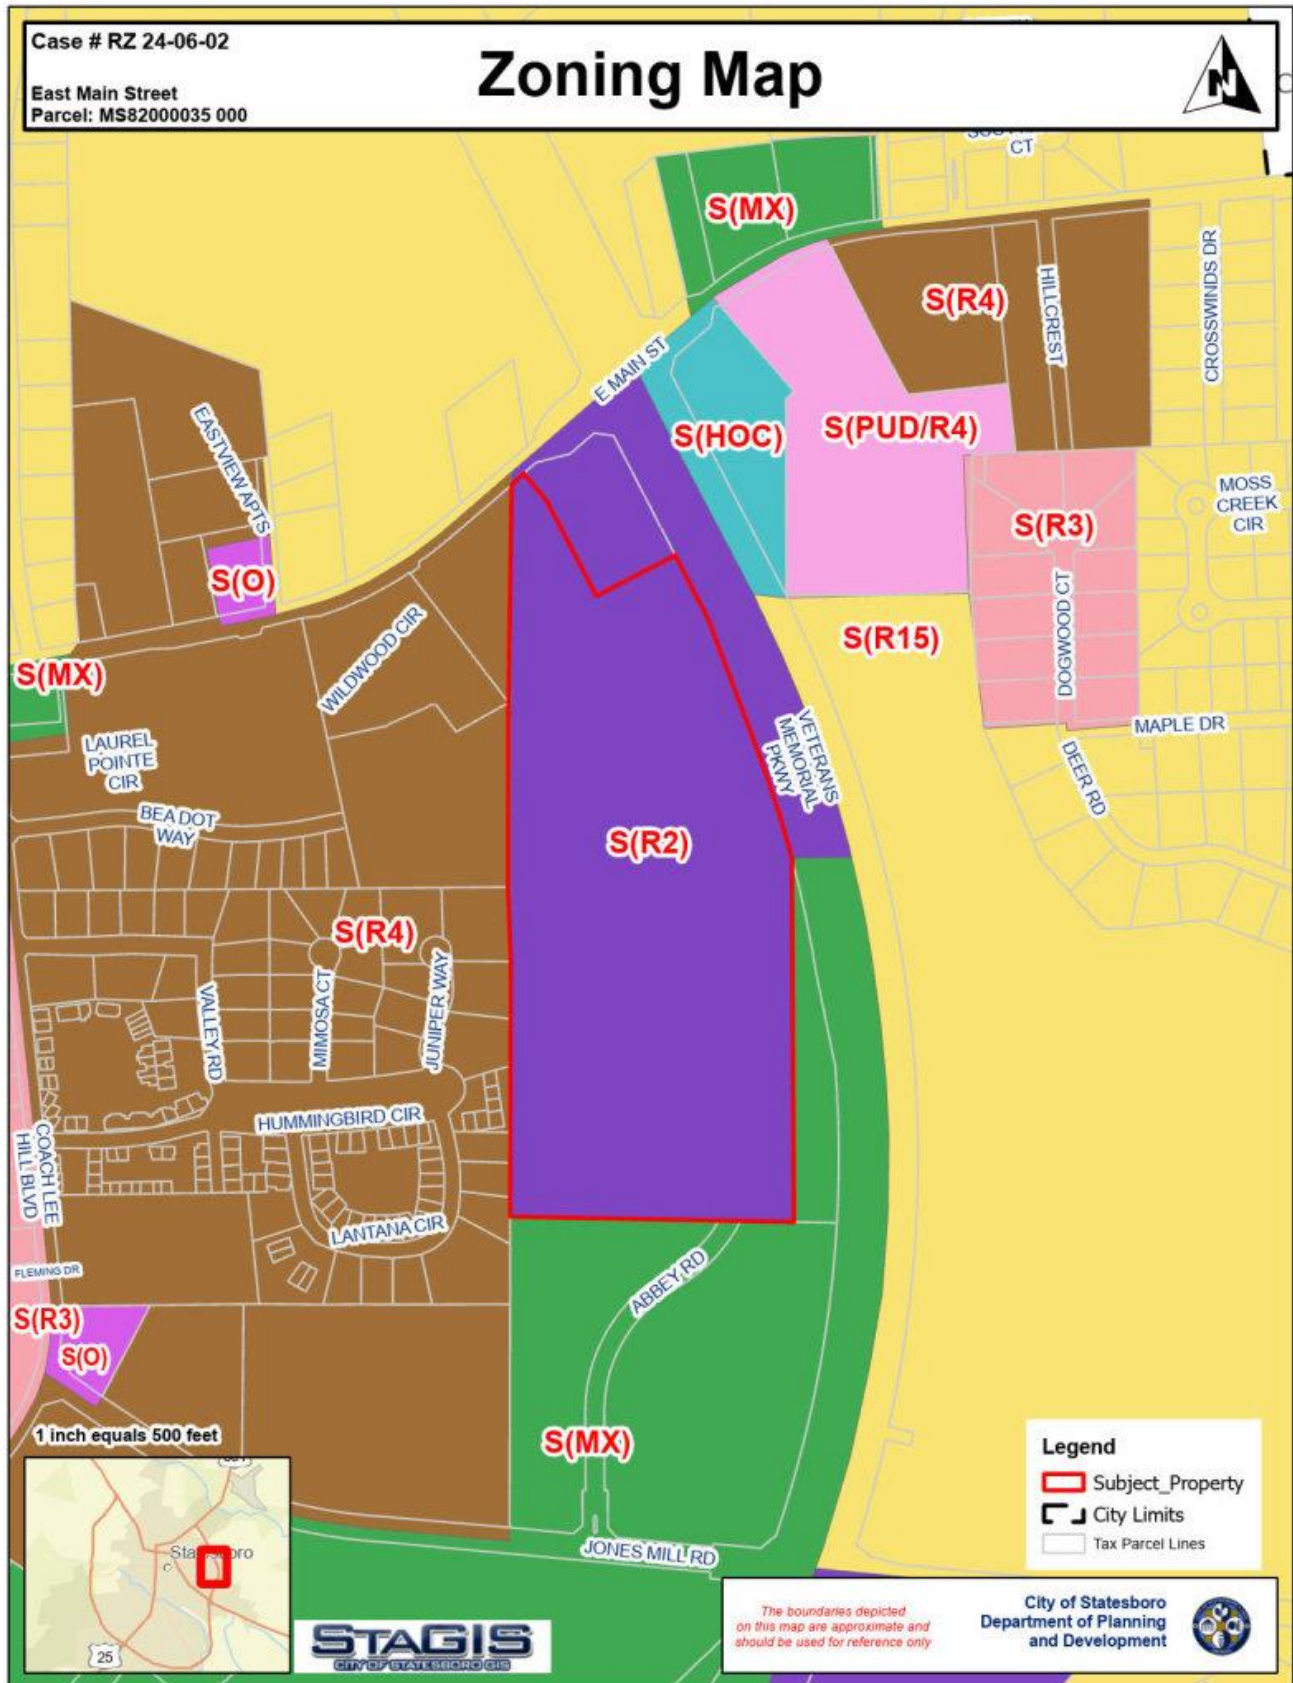 Case # RZ 24-06-02
East Main Street
Parcel: MS82000035 000
Zoning Map
N
CT
S(MX)
S(R4)
HILLCREST
CROSSWINDS DR
E MAIN ST
S(HOC)
S(PUD/R4)
EASTVIEW APTS
MOSS
CREEK
CIR
S(R3)
S(O)
DOGWOOD CT
S(R15)
WILDWOOD CIR
S(MX)
VETERANS
MEMORIAL
PKWY
MAPLE DR
LAUREL
POINTE
CIR
DEER RD
BEA DOT
WAY
S(R2)
S(R4)
VALLEY RD
MIMOSA CT
JUNIPER WAY
HUMMINGBIRD CIR
COACH LEE
HILL BLVD
LANTANA CIR
FLEMING DR
ABBEY RD
S(R3)
S(O)
1 inch equals 500 feet
S(MX)
Legend
Subject_Property
City Limits
Tax Parcel Lines
Statesboro
25
JONES MILL RD
STAGIS
CITY OF STATESBORO GIS
The boundaries depicted
on this map are approximate and
should be used for reference only
City of Statesboro
Department of Planning
and Development